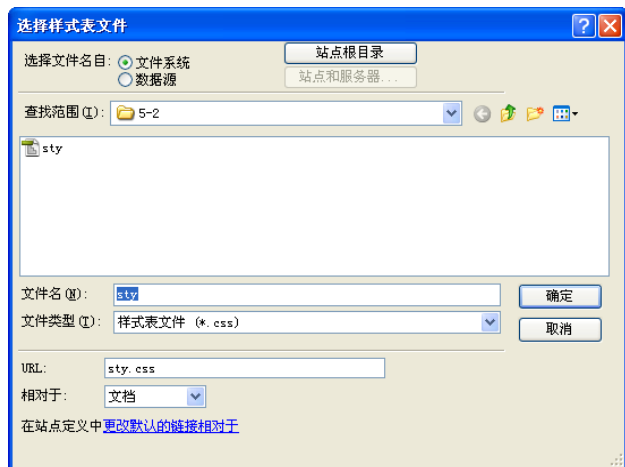 选择样式表文件
选择文件名自: 文件系统 站点根目录
数据源 站点和服务器...
查找范围(I): 5-2
sty
文件名(N): sty 确定
文件类型(T): 样式表文件 (*.css) 取消
URL: sty.css
相对于: 文档
在站点定义中更改默认的链接相对于